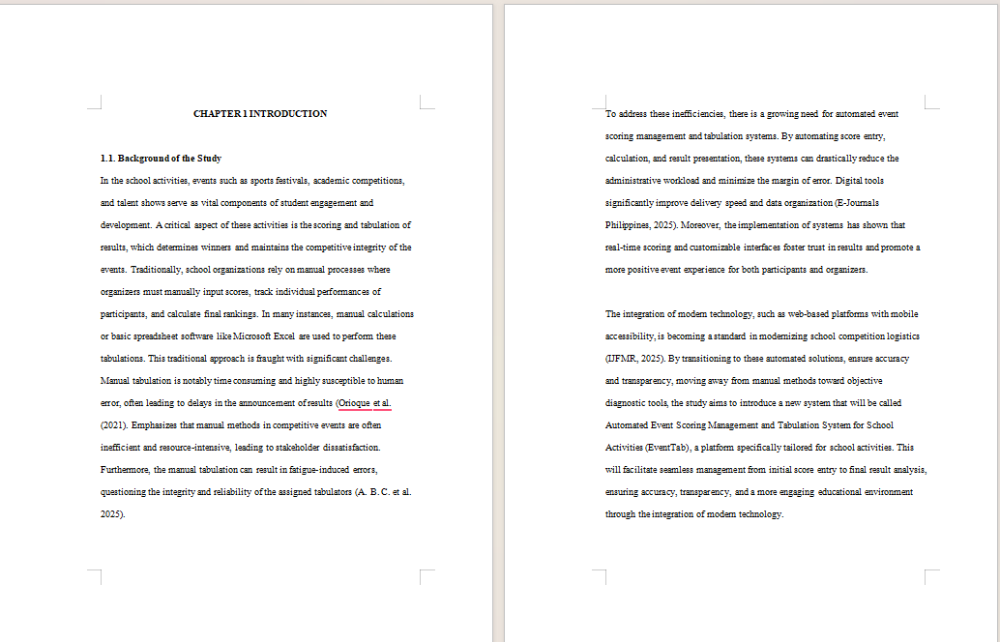 CHAPTER 1 INTRODUCTION
1.1. Background of the Study
In the school activities, events such as sports festivals, academic competitions,
and talent shows serve as vital components of student engagement and
development. A critical aspect of these activities is the scoring and tabulation of
results, which determines winners and maintains the competitive integrity of the
events. Traditionally, school organizations rely on manual processes where
organizers must manually input scores, track individual performances of
participants, and calculate final rankings. In many instances, manual calculations
or basic spreadsheet software like Microsoft Excel are used to perform these
tabulations. This traditional approach is fraught with significant challenges.
Manual tabulation is notably time consuming and highly susceptible to human
error, often leading to delays in the announcement of results (Orioque et al.
(2021). Emphasizes that manual methods in competitive events are often
inefficient and resource-intensive, leading to stakeholder dissatisfaction.
Furthermore, the manual tabulation can result in fatigue-induced errors,
questioning the integrity and reliability of the assigned tabulators (A. B. C. et al.
2025).
To address these inefficiencies, there is a growing need for automated event
scoring management and tabulation systems. By automating score entry,
calculation, and result presentation, these systems can drastically reduce the
administrative workload and minimize the margin of error. Digital tools
significantly improve delivery speed and data organization (E-Journals
Philippines, 2025). Moreover, the implementation of systems has shown that
real-time scoring and customizable interfaces foster trust in results and promote a
more positive event experience for both participants and organizers.
The integration of modern technology, such as web-based platforms with mobile
accessibility, is becoming a standard in modernizing school competition logistics
(IJFMR, 2025). By transitioning to these automated solutions, ensure accuracy
and transparency, moving away from manual methods toward objective
diagnostic tools, the study aims to introduce a new system that will be called
Automated Event Scoring Management and Tabulation System for School
Activities (EventTab), a platform specifically tailored for school activities. This
will facilitate seamless management from initial score entry to final result analysis,
ensuring accuracy, transparency, and a more engaging educational environment
through the integration of modern technology.